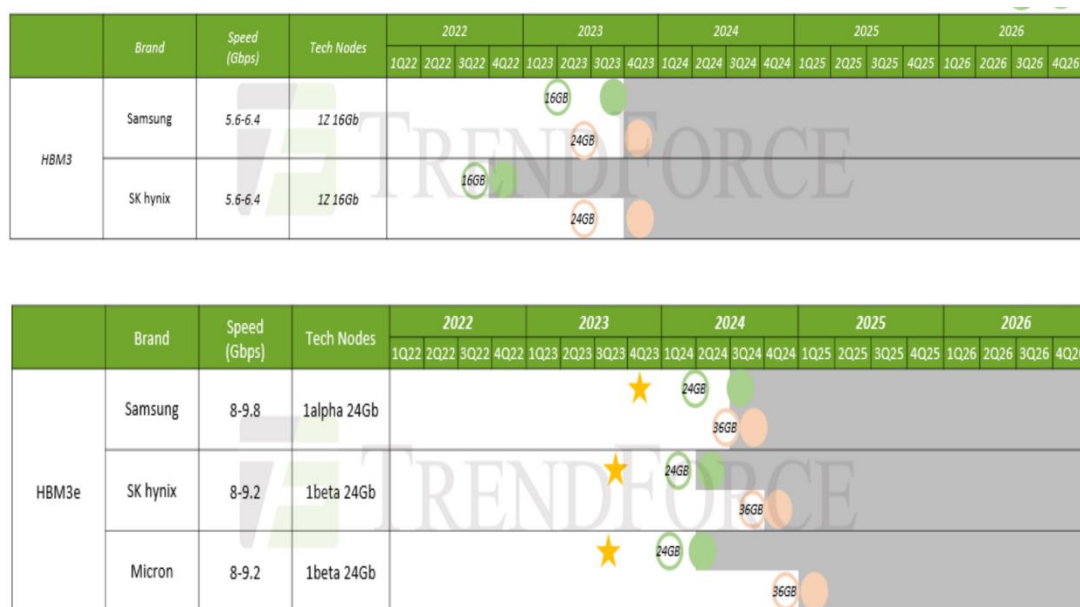 Brand Speed (Gbps) Tech Nodes 2022 2023 2024 2025 2026
1Q22 2Q22 3Q22 4Q22 1Q23 2Q23 3Q23 4Q23 1Q24 2Q24 3Q24 4Q24 1Q25 2Q25 3Q25 4Q25 1Q26 2Q26 3Q26 4Q26
HBM3
Samsung 5.6-6.4 1Z 16Gb 16GB
24GB
TRENDFORCE
SK hynix 5.6-6.4 1Z 16Gb 16GB
24GB
Brand Speed (Gbps) Tech Nodes 2022 2023 2024 2025 2026
1Q22 2Q22 3Q22 4Q22 1Q23 2Q23 3Q23 4Q23 1Q24 2Q24 3Q24 4Q24 1Q25 2Q25 3Q25 4Q25 1Q26 2Q26 3Q26 4Q26
HBM3e
Samsung 8-9.8 1alpha 24Gb 24GB
36GB
TRENDFORCE
SK hynix 8-9.2 1beta 24Gb 24GB
36GB
Micron 8-9.2 1beta 24Gb 24GB
36GB